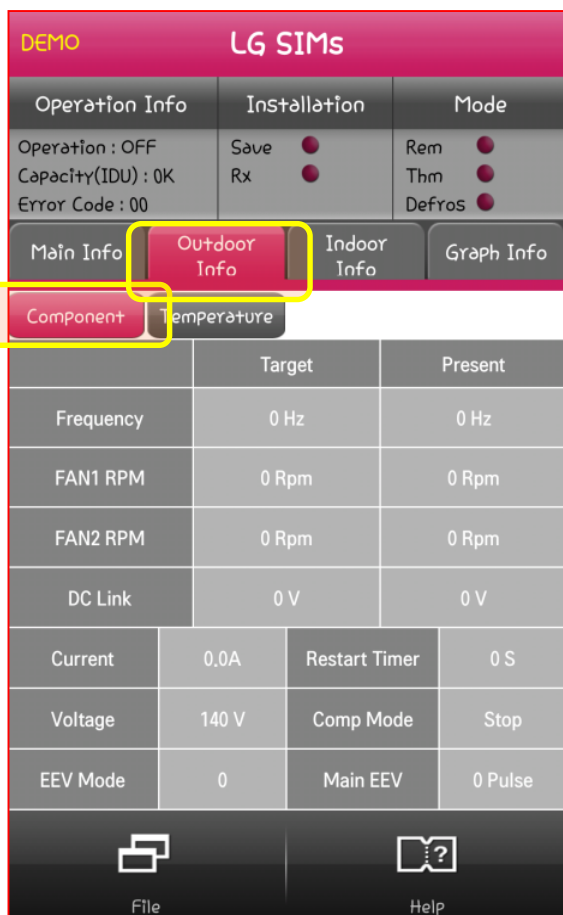 DEMO LG SIMs
Operation Info Installation Mode
Operation : OFF Save Rem
Capacity(IDU) : 0K Rx Thm
Error Code : 00 Defros
Main Info Outdoor Info Indoor Info Graph Info
Component Temperature
Target Present
Frequency 0 Hz 0 Hz
FAN1 RPM 0 Rpm 0 Rpm
FAN2 RPM 0 Rpm 0 Rpm
DC Link 0 V 0 V
Current 0.0A Restart Timer 0 S
Voltage 140 V Comp Mode Stop
EEV Mode 0 Main EEV 0 Pulse
?
File Help